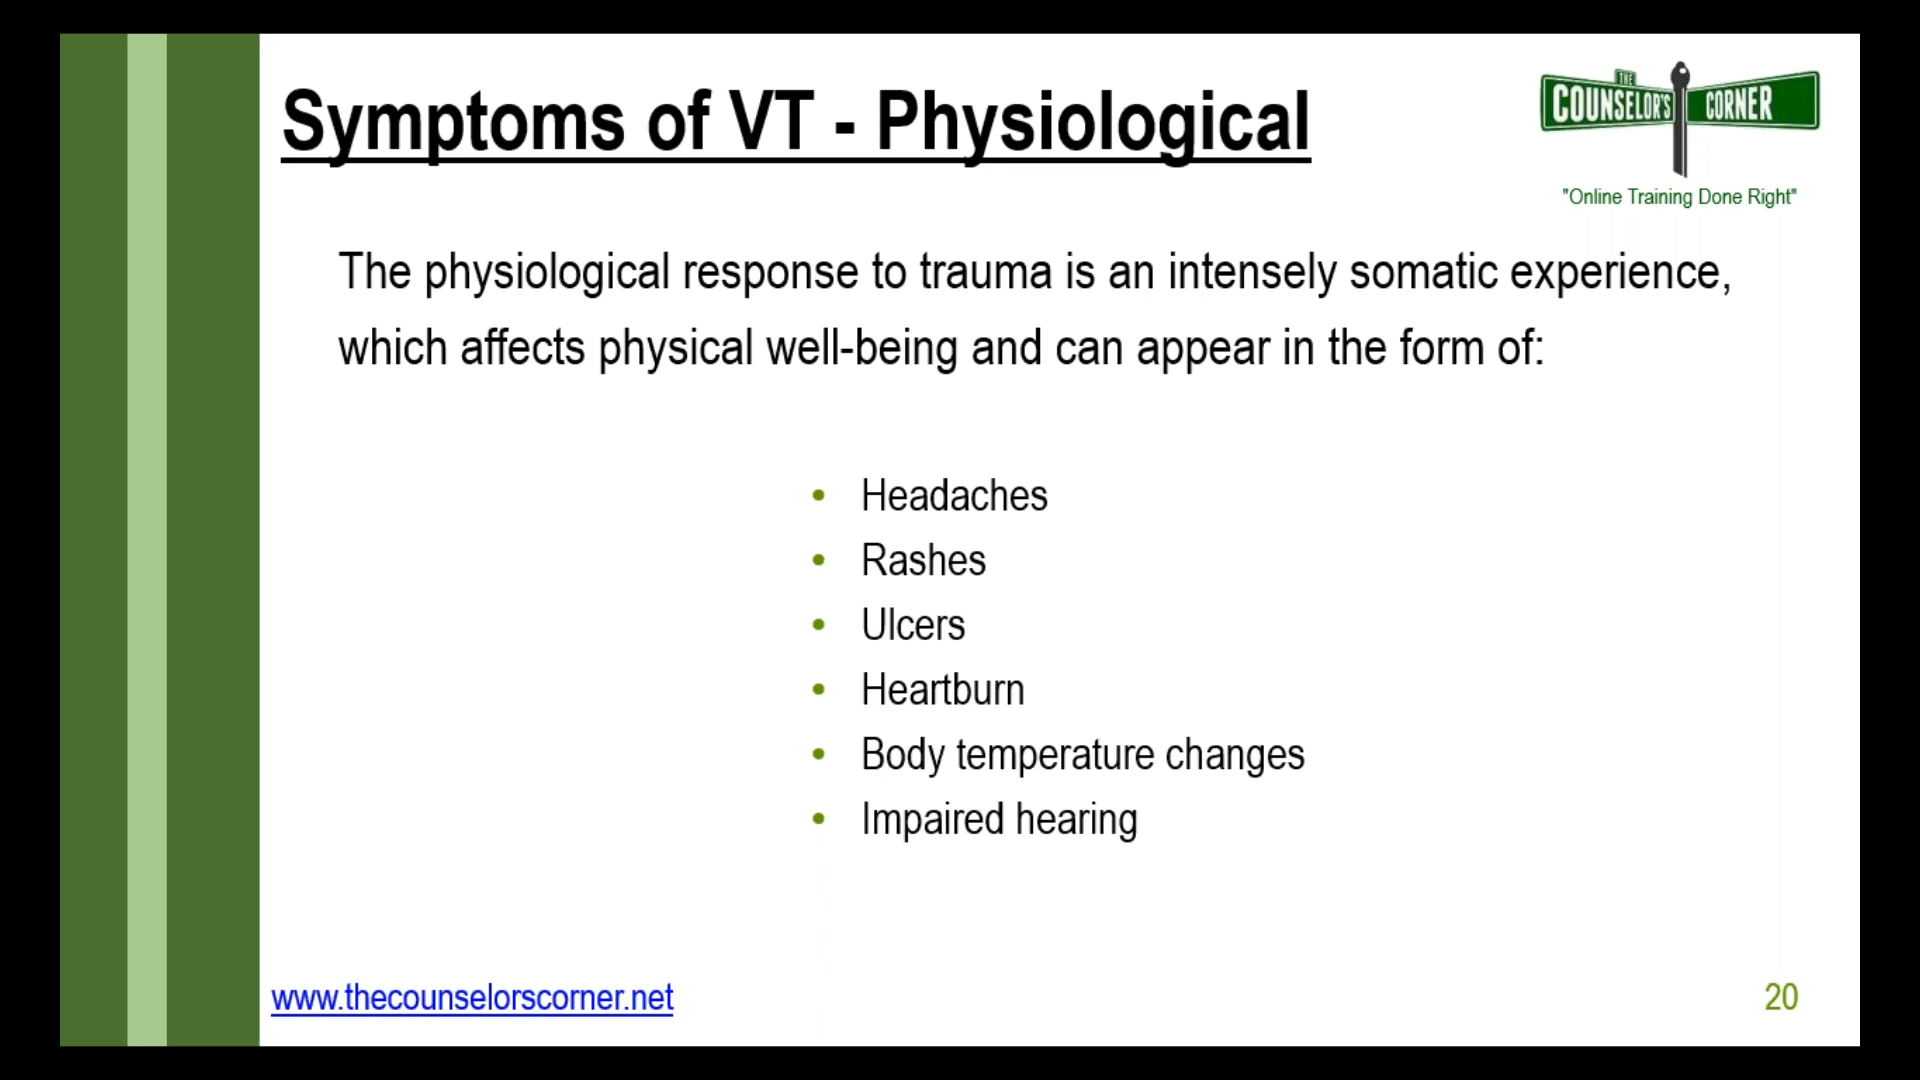 Symptoms of VT - Physiological
THE
COUNSELOR'S CORNER
"Online Training Done Right"
The physiological response to trauma is an intensely somatic experience,
which affects physical well-being and can appear in the form of:
• Headaches
• Rashes
• Ulcers
• Heartburn
• Body temperature changes
• Impaired hearing
www.thecounselorscorner.net
20